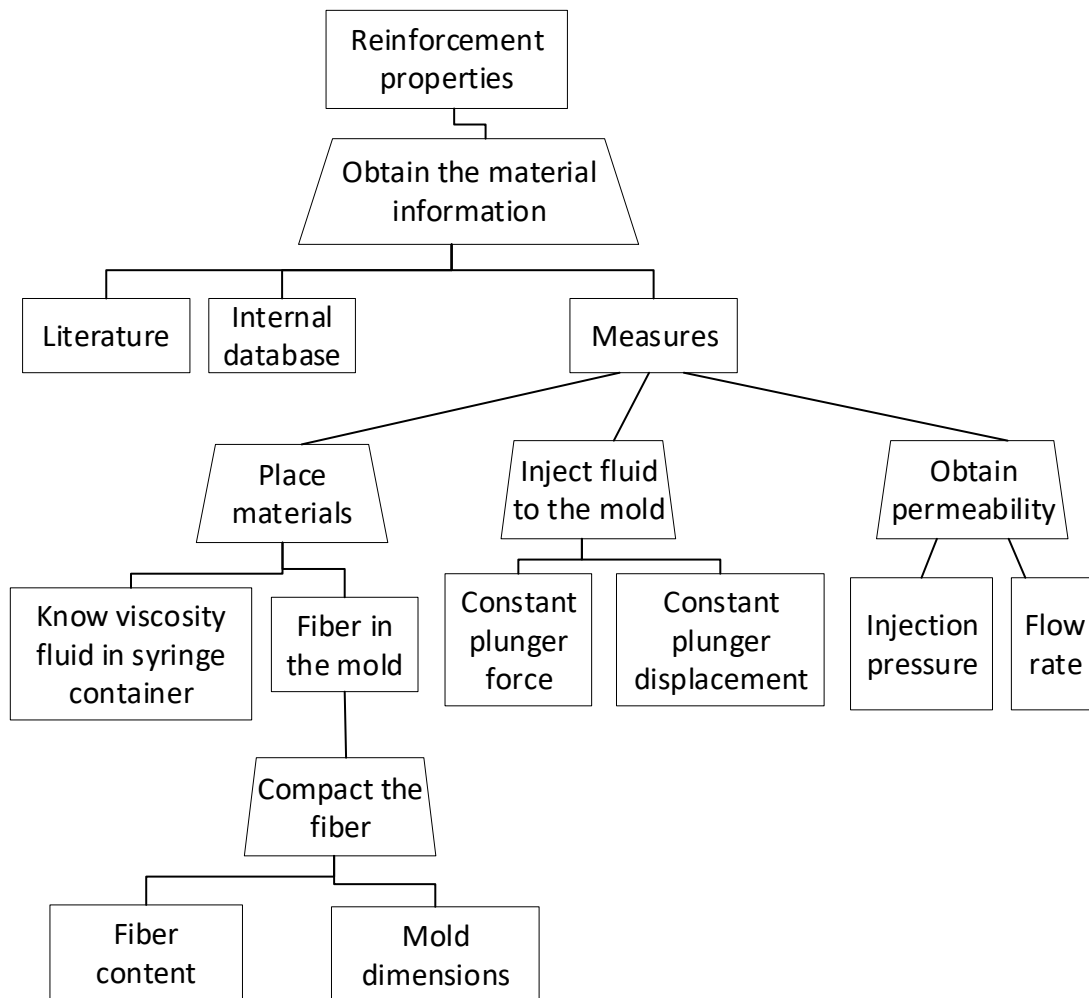 Reinforcement
properties
Obtain the material
information
Literature
Internal
database
Measures
Place
materials
Inject fluid
to the mold
Obtain
permeability
Know viscosity
fluid in syringe
container
Fiber in
the mold
Constant
plunger
force
Constant
plunger
displacement
Injection
pressure
Flow
rate
Compact the
fiber
Fiber
content
Mold
dimensions